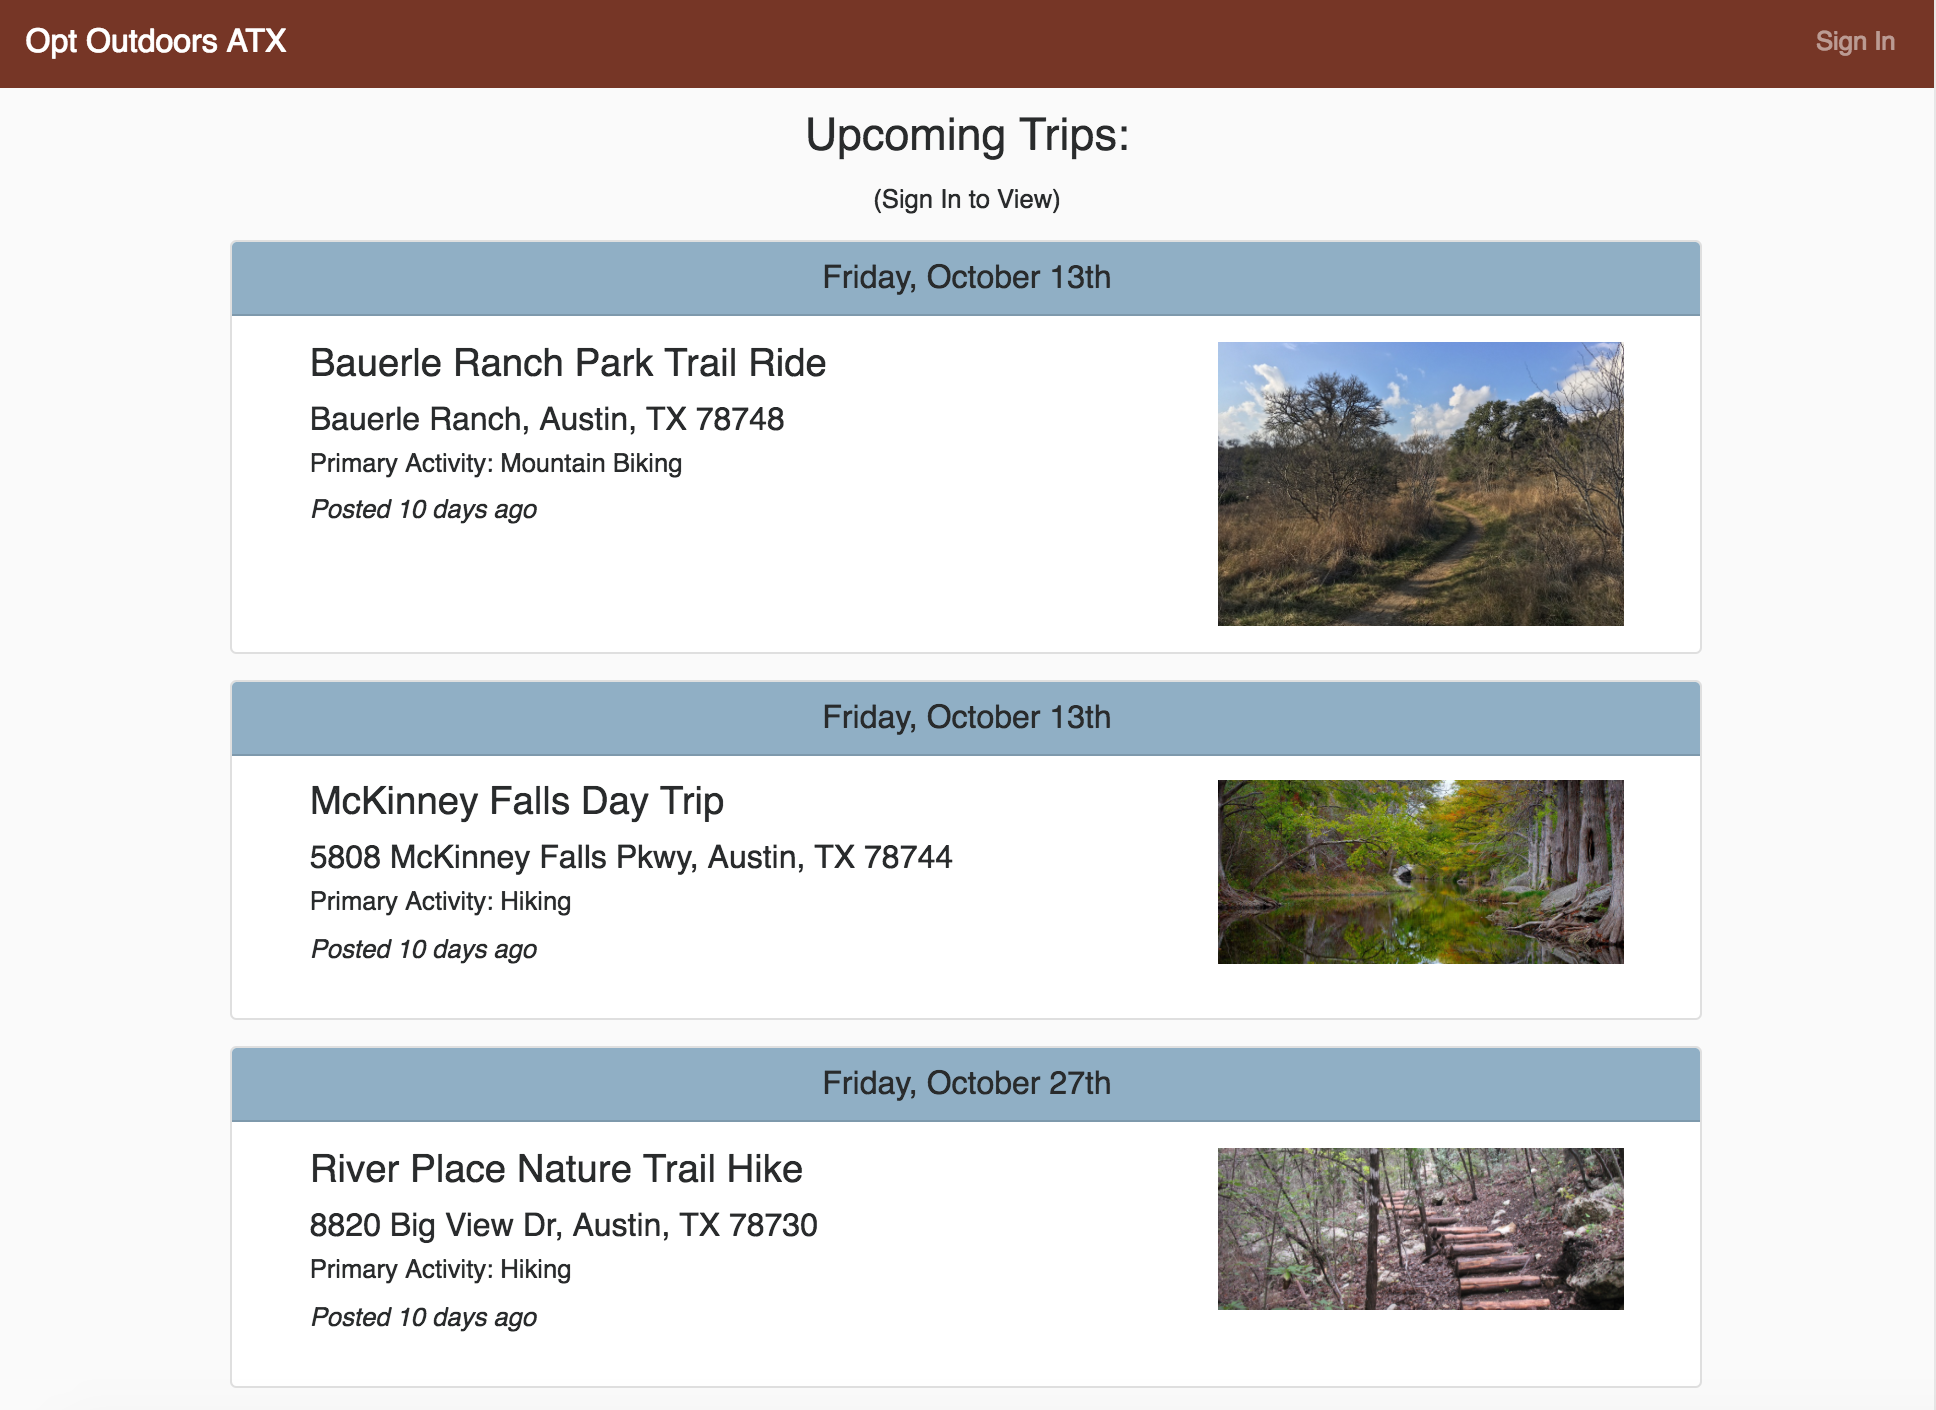 Opt Outdoors ATX
Sign In
Upcoming Trips:
(Sign In to View)
Friday, October 13th
Bauerle Ranch Park Trail Ride
Bauerle Ranch, Austin, TX 78748
Primary Activity: Mountain Biking
Posted 10 days ago
Friday, October 13th
McKinney Falls Day Trip
5808 McKinney Falls Pkwy, Austin, TX 78744
Primary Activity: Hiking
Posted 10 days ago
Friday, October 27th
River Place Nature Trail Hike
8820 Big View Dr, Austin, TX 78730
Primary Activity: Hiking
Posted 10 days ago